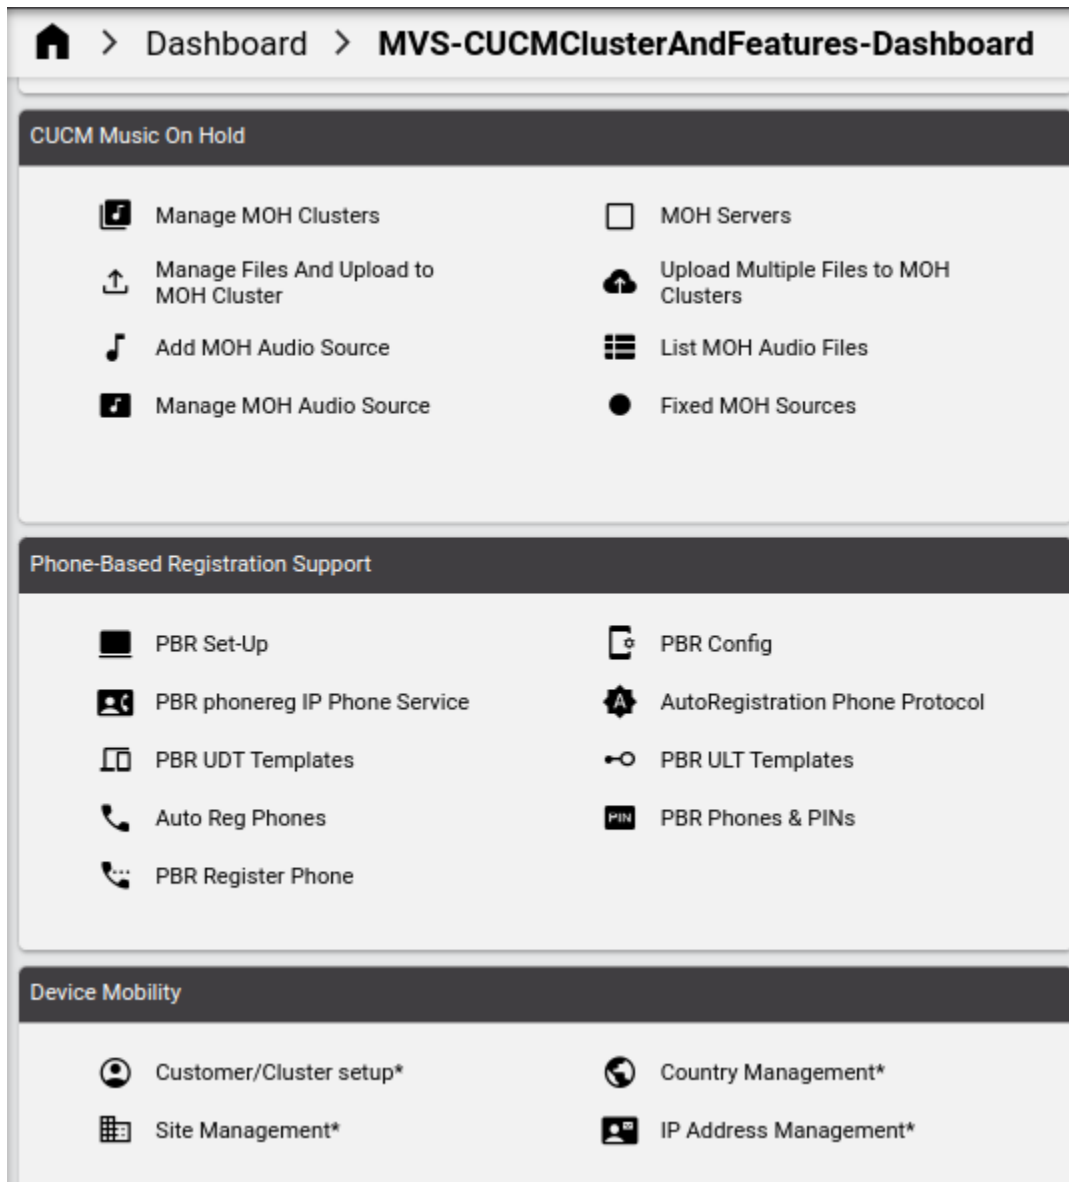 > Dashboard > MVS-CUCMClusterAndFeatures-Dashboard
CUCM Music On Hold
Manage MOH Clusters
MOH Servers
Manage Files And Upload to
MOH Cluster
Upload Multiple Files to MOH
Clusters
Add MOH Audio Source
List MOH Audio Files
Manage MOH Audio Source
Fixed MOH Sources
Phone-Based Registration Support
PBR Set-Up
PBR Config
PBR phonereg IP Phone Service
A
AutoRegistration Phone Protocol
PBR UDT Templates
PBR ULT Templates
Auto Reg Phones
PIN
PBR Phones & PINs
PBR Register Phone
Device Mobility
Customer/Cluster setup*
Country Management*
Site Management*
IP Address Management*